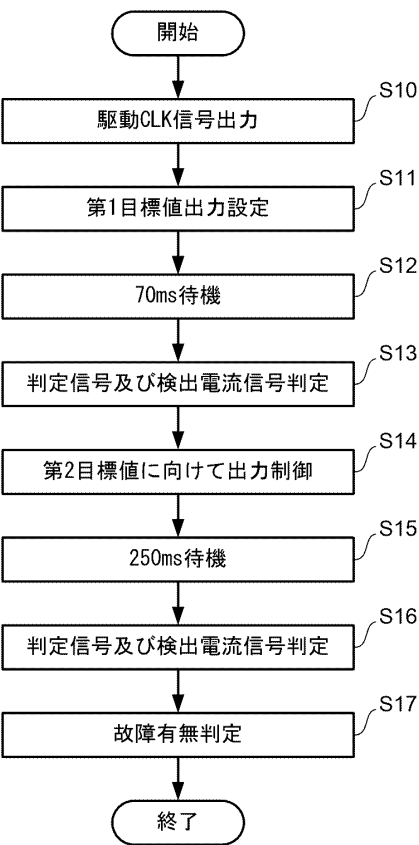 開始
S10
駆動CLK信号出力
S11
第1目標値出力設定
S12
70ms待機
S13
判定信号及び検出電流信号判定
S14
第2目標値に向けて出力制御
S15
250ms待機
S16
判定信号及び検出電流信号判定
S17
故障有無判定
終了